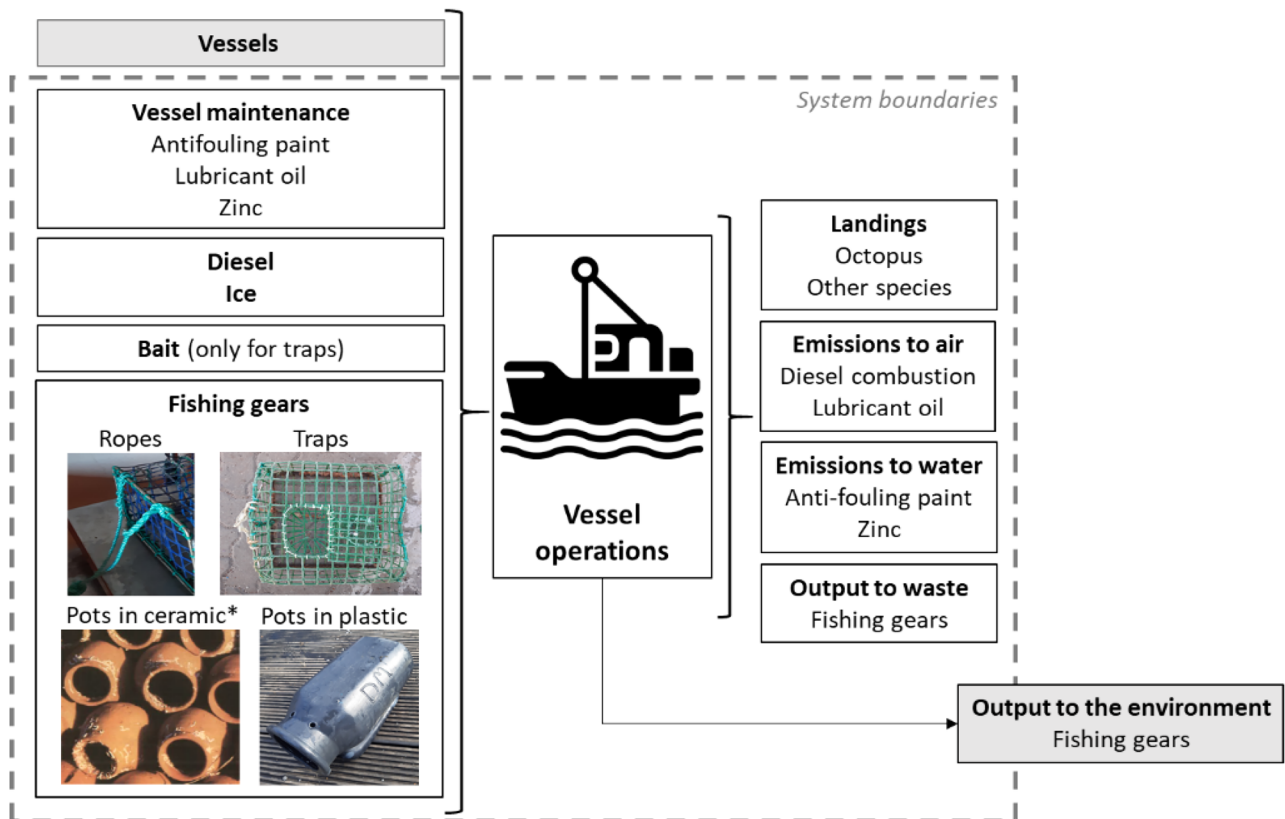 Vessels
System boundaries
Vessel maintenance
Antifouling paint
Lubricant oil
Zinc
Diesel
Ice
Bait (only for traps)
Fishing gears
Ropes
Traps
Pots in ceramic*
Pots in plastic
Vessel
operations
Landings
Octopus
Other species
Emissions to air
Diesel combustion
Lubricant oil
Emissions to water
Anti-fouling paint
Zinc
Output to waste
Fishing gears
Output to the environment
Fishing gears